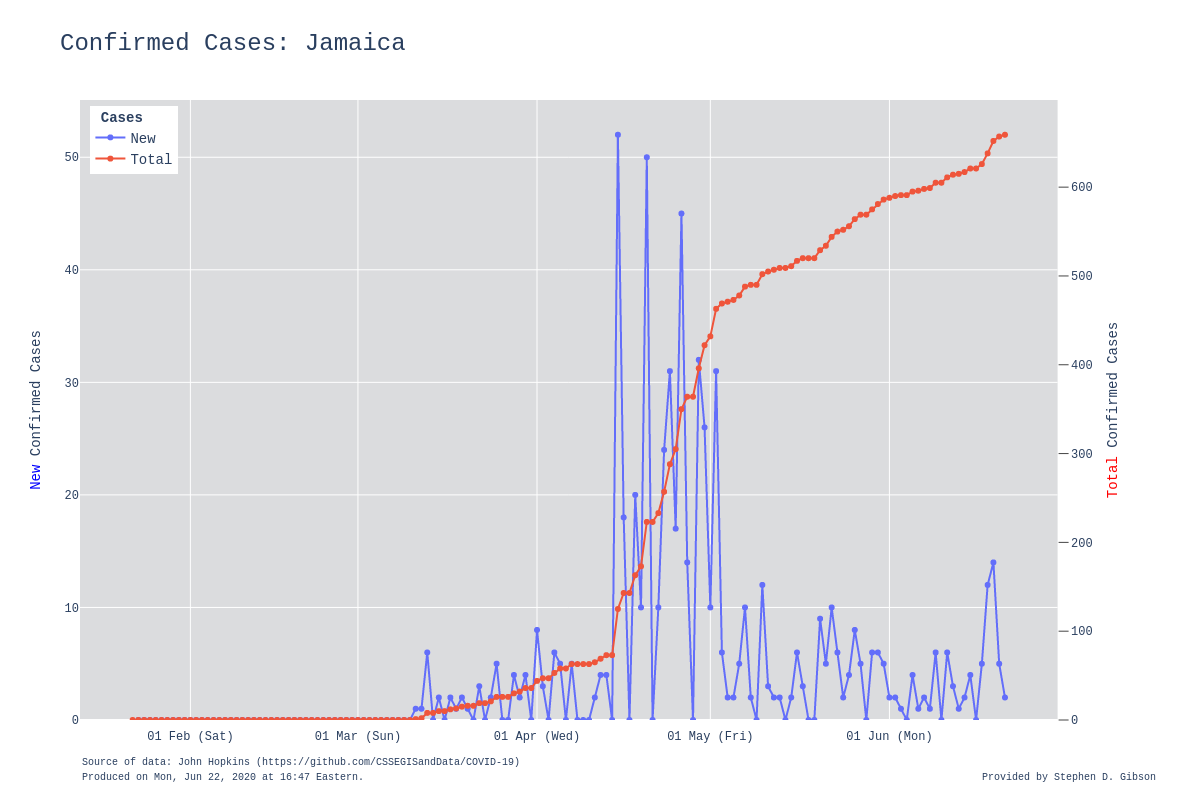 Confirmed Cases: Jamaica
Cases
New
Total
50
40
30
20
10
0
New Confirmed Cases
600
500
400
300
200
100
0
Total Confirmed Cases
01 Feb (Sat)
01 Mar (Sun)
01 Apr (Wed)
01 May (Fri)
01 Jun (Mon)
Source of data: John Hopkins (https://github.com/CSSEGISandData/COVID-19)
Produced on Mon, Jun 22, 2020 at 16:47 Eastern.
Provided by Stephen D. Gibson